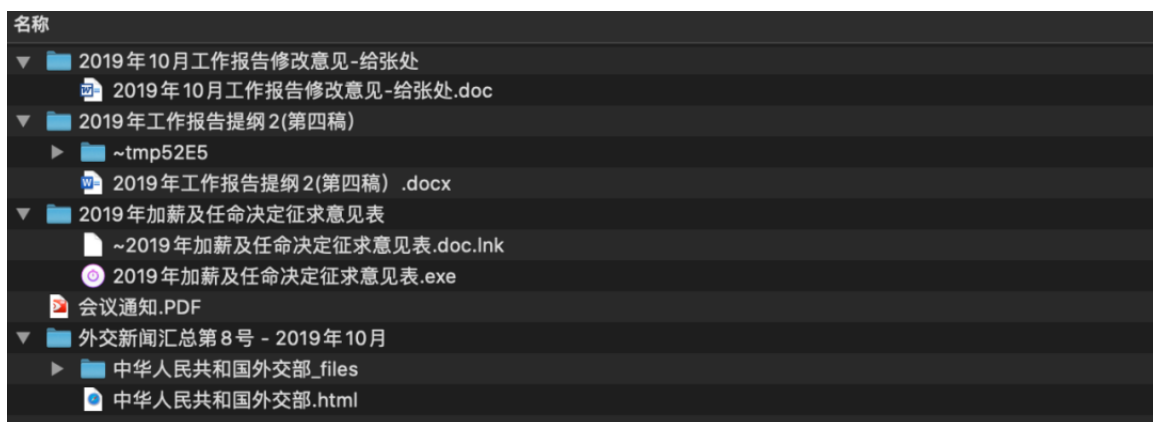 名称
2019年10月工作报告修改意见-给张处
2019年10月工作报告修改意见-给张处.doc
2019年工作报告提纲2(第四稿）
~tmp52E5
2019年工作报告提纲2(第四稿）.docx
2019年加薪及任命决定征求意见表
~2019年加薪及任命决定征求意见表.doc.lnk
2019年加薪及任命决定征求意见表.exe
会议通知.PDF
外交新闻汇总第8号 - 2019年10月
中华人民共和国外交部_files
中华人民共和国外交部.html